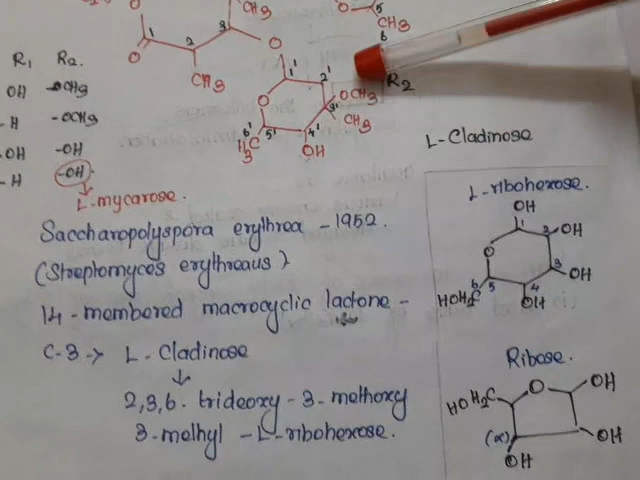 CH3
5
CH3
6
O
1
2
3
O
CH3
R1 R2
OH -OCH3
-H -OCH3
-OH -OH
-H -OH
L-mycarose.
1'
2'
O
OCH3
3'
CH3
6'
H3C
5'
4'
OH
R2
L-Cladinose
Saccharopolyspora erythrea - 1952.
(Streptomyces erythreaus)
14-membered macrocyclic lactone -
C-3 → L-Cladinose
2,3,6-trideoxy-3-methoxy
3-methyl-L-ribohexose.
L-ribohexose.
OH
1
2 OH
O
3 OH
6
HOH2C 5
4
OH
Ribose.
HOH2C O OH
(α) OH
OH